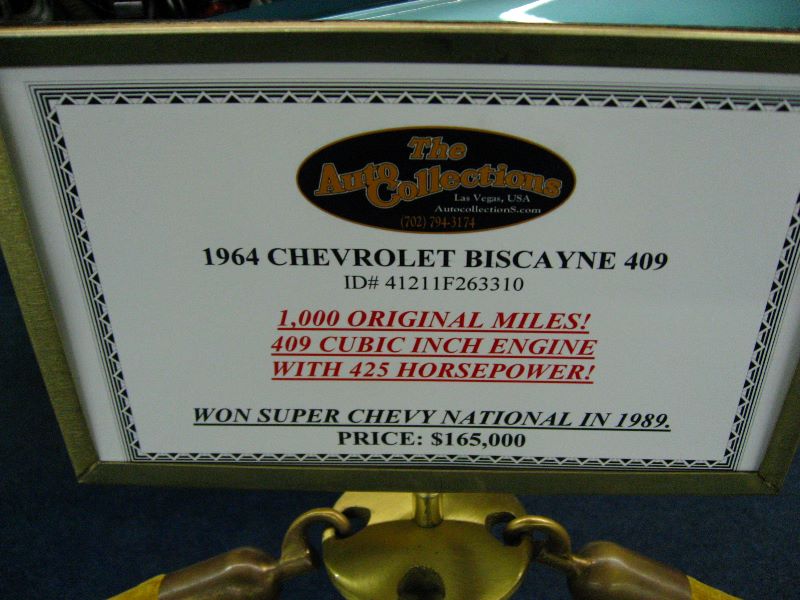 The
Auto Collections
Las Vegas, USA
AutocollectionS.com
(702) 794-3174
1964 CHEVROLET BISCAYNE 409
ID# 41211F263310
1,000 ORIGINAL MILES!
409 CUBIC INCH ENGINE
WITH 425 HORSEPOWER!
WON SUPER CHEVY NATIONAL IN 1989.
PRICE: $165,000